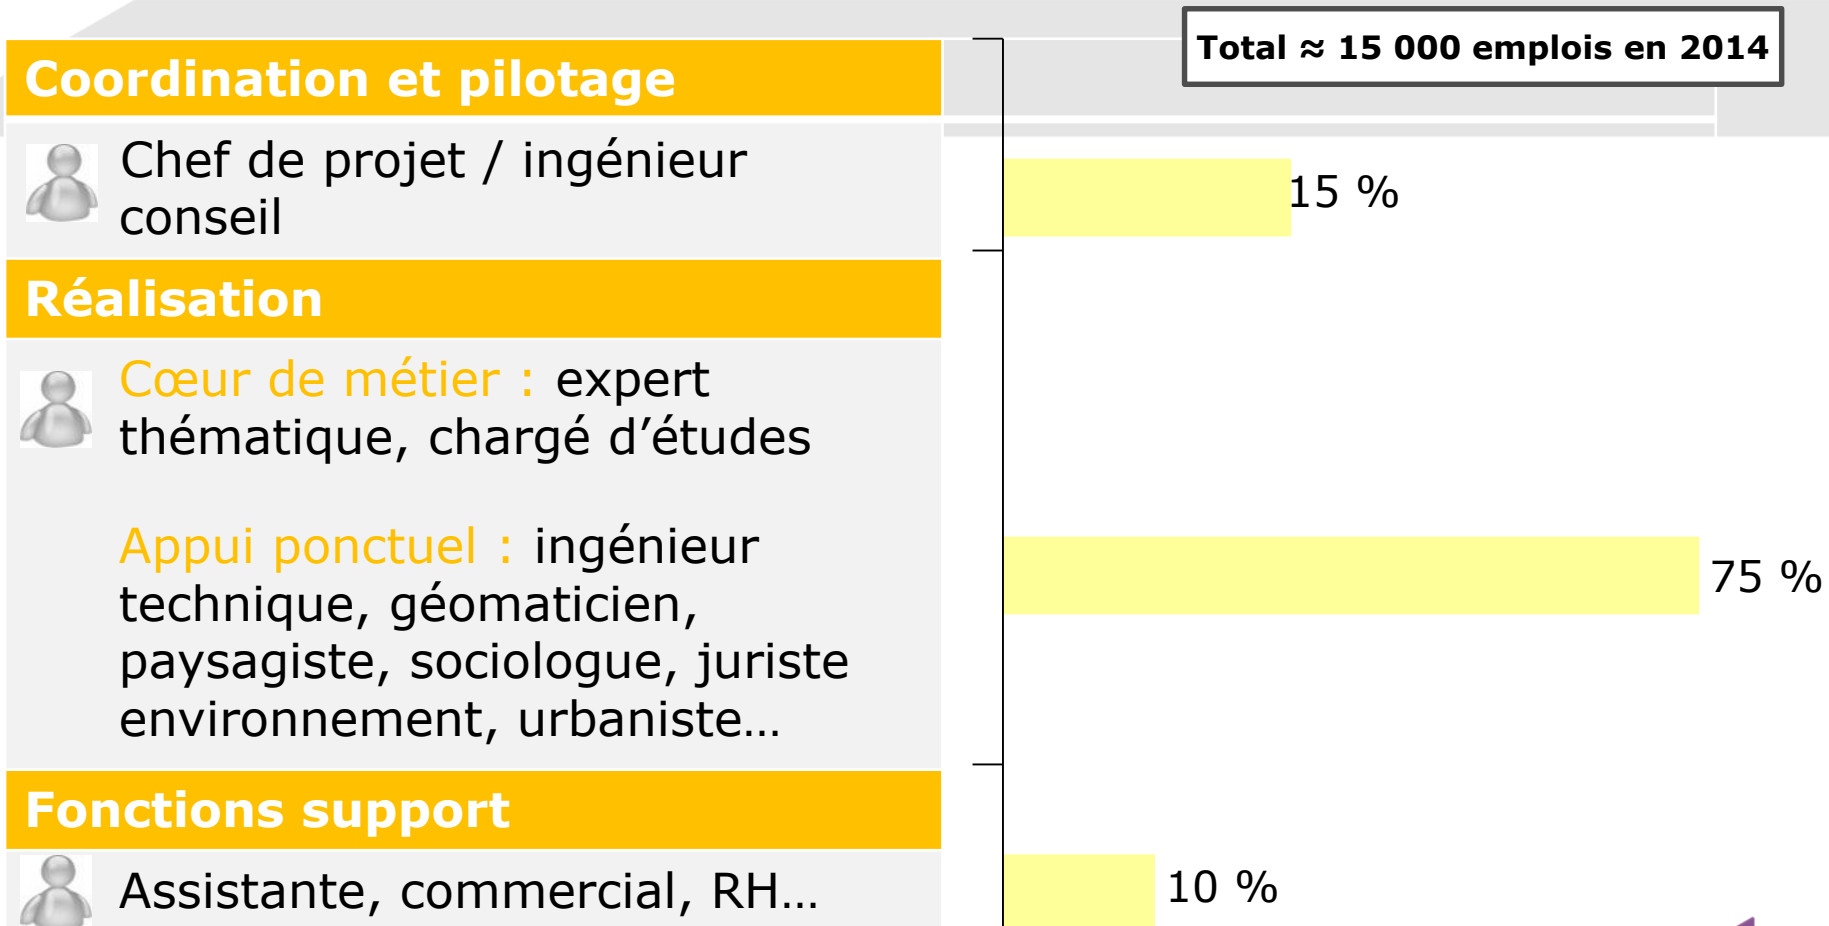 Total ≈ 15 000 emplois en 2014
Coordination et pilotage
Chef de projet / ingénieur
conseil
15 %
Réalisation
Cœur de métier : expert
thématique, chargé d’études
Appui ponctuel : ingénieur
technique, géomaticien,
paysagiste, sociologue, juriste
environnement, urbaniste…
75 %
Fonctions support
Assistante, commercial, RH…
10 %